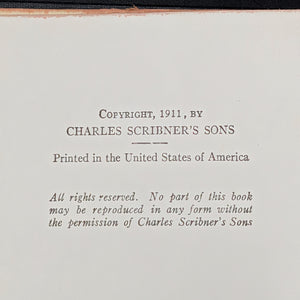 COPYRIGHT, 1911, BY
CHARLES SCRIBNER'S SONS
Printed in the United States of America
All rights reserved. No part of this book
may be reproduced in any form without
the permission of Charles Scribner's Sons